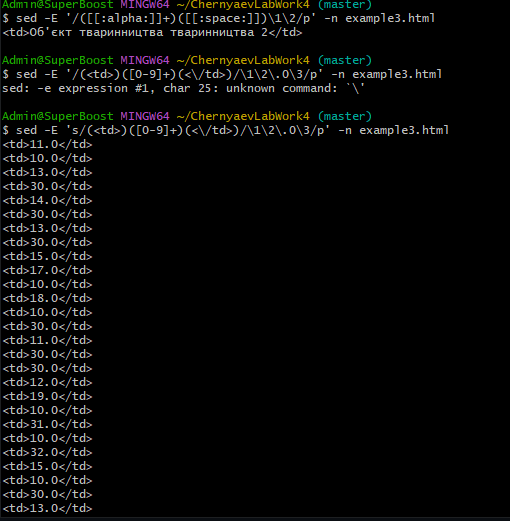 Admin@SuperBoost MINGW64 ~/ChernyaevLabWork4 (master)
$ sed -E '/([[:alpha:]]+)([[:space:]])\1\2/p' -n example3.html
<td>Об'єкт тваринництва тваринництва 2</td>
Admin@SuperBoost MINGW64 ~/ChernyaevLabWork4 (master)
$ sed -E '/(<td>)([0-9]+)(<\/td>)/\1\2\.0\3/p' -n example3.html
sed: -e expression #1, char 25: unknown command: `\'
Admin@SuperBoost MINGW64 ~/ChernyaevLabWork4 (master)
$ sed -E 's/(<td>)([0-9]+)(<\/td>)/\1\2\.0\3/p' -n example3.html
<td>11.0</td>
<td>10.0</td>
<td>13.0</td>
<td>30.0</td>
<td>14.0</td>
<td>30.0</td>
<td>13.0</td>
<td>30.0</td>
<td>15.0</td>
<td>17.0</td>
<td>10.0</td>
<td>18.0</td>
<td>10.0</td>
<td>30.0</td>
<td>11.0</td>
<td>30.0</td>
<td>30.0</td>
<td>12.0</td>
<td>19.0</td>
<td>10.0</td>
<td>31.0</td>
<td>10.0</td>
<td>32.0</td>
<td>15.0</td>
<td>10.0</td>
<td>30.0</td>
<td>13.0</td>